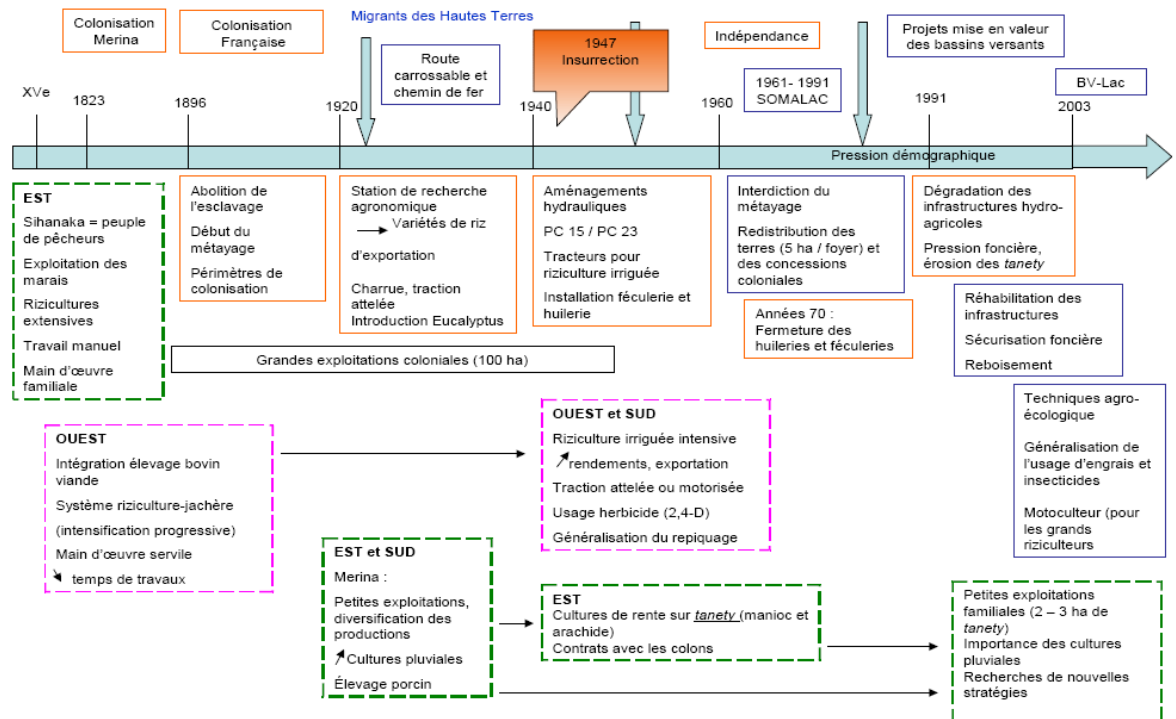 Migrants des Hautes Terres
Colonisation
Merina
Colonisation
Française
Route
carrossable et
chemin de fer
1947
Insurrection
Indépendance
1961- 1991
SOMALAC
Projets mise en valeur
des bassins versants
BV-Lac
XVe
1823
1896
1920
1940
1960
1991
2003
Pression démographique
EST
Sihanaka = peuple
de pêcheurs
Exploitation des
marais
Rizicultures
extensives
Travail manuel
Main d'œuvre
familiale
Abolition de
l'esclavage
Début du
métayage
Périmètres de
colonisation
Station de recherche
agronomique
Variétés de riz
d'exportation
Charrue, traction
attelée
Introduction Eucalyptus
Aménagements
hydrauliques
PC 15 / PC 23
Tracteurs pour
riziculture irriguée
Installation féculerie et
huilerie
Interdiction du
métayage
Redistribution des
terres (5 ha / foyer) et
des concessions
coloniales
Années 70 :
Fermeture des
huileries et féculeries
Dégradation des
infrastructures hydro-
agricoles
Pression foncière,
érosion des tanety
Réhabilitation des
infrastructures
Sécurisation foncière
Reboisement
Techniques agro-
écologique
Généralisation de
l'usage d'engrais et
insecticides
Motoculteur (pour
les grands
riziculteurs
Grandes exploitations coloniales (100 ha)
OUEST
Intégration élevage bovin
viande
Système riziculture-jachère
(intensification progressive)
Main d'œuvre servile
temps de travaux
OUEST et SUD
Riziculture irriguée intensive
rendements, exportation
Traction attelée ou motorisée
Usage herbicide (2,4-D)
Généralisation du repiquage
EST et SUD
Merina :
Petites exploitations,
diversification des
productions
Cultures pluviales
Élevage porcin
EST
Cultures de rente sur tanety (manioc et
arachide)
Contrats avec les colons
Petites exploitations
familiales (2 – 3 ha de
tanety)
Importance des cultures
pluviales
Recherches de nouvelles
stratégies